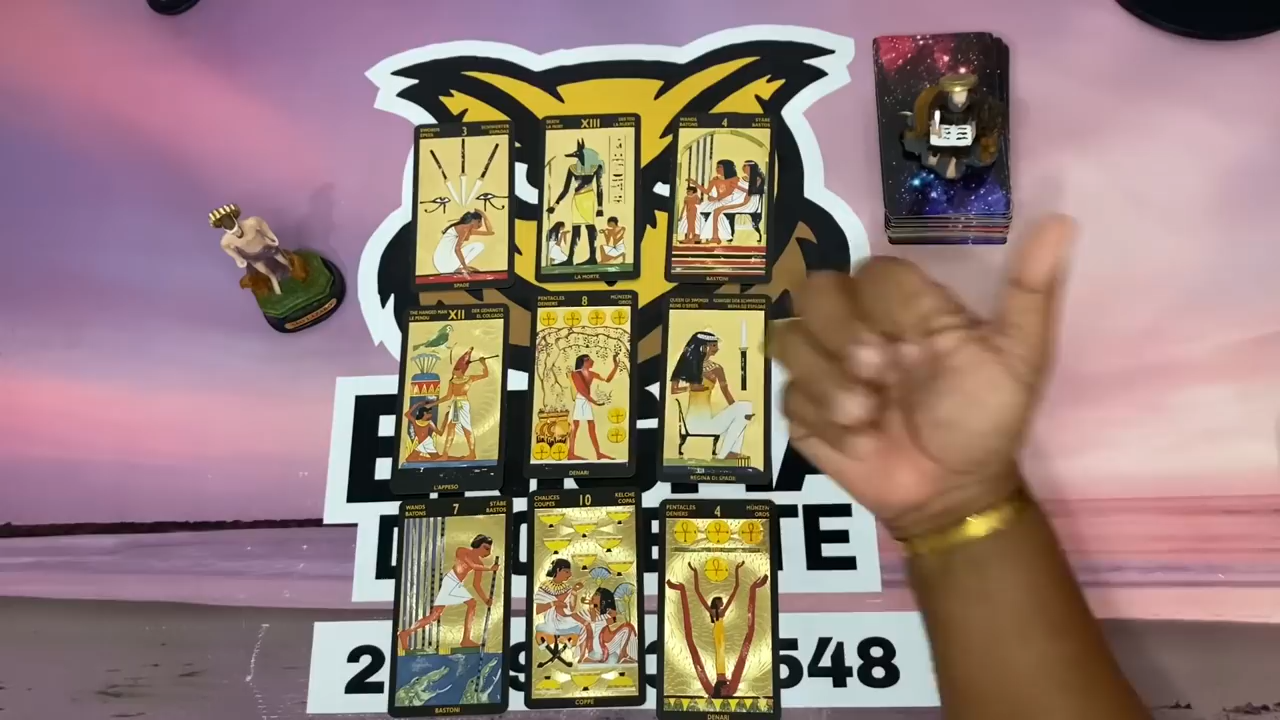 SWORDS 3 SCHWERTER
EPEES ESPADAS
SPADE
DEATH XIII DER TOD
LA MORT LA MUERTE
LA MORTE
WANDS 4 STÄBE
BATONS BASTOS
BASTONI
THE HANGED MAN XII DER GEHÄNGTE
LE PENDU EL COLGADO
L'APPESO
PENTACLES 8 MÜNZEN
DENIERS OROS
DENARI
QUEEN OF SWORDS KÖNIGIN DER SCHWERTER
REINE D'EPEES REINA DE ESPADAS
REGINA DI SPADE
WANDS 7 STÄBE
BATONS BASTOS
BASTONI
CHALICES 10 KELCHE
COUPES COPAS
COPPE
PENTACLES 4 MÜNZEN
DENIERS OROS
DENARI
548